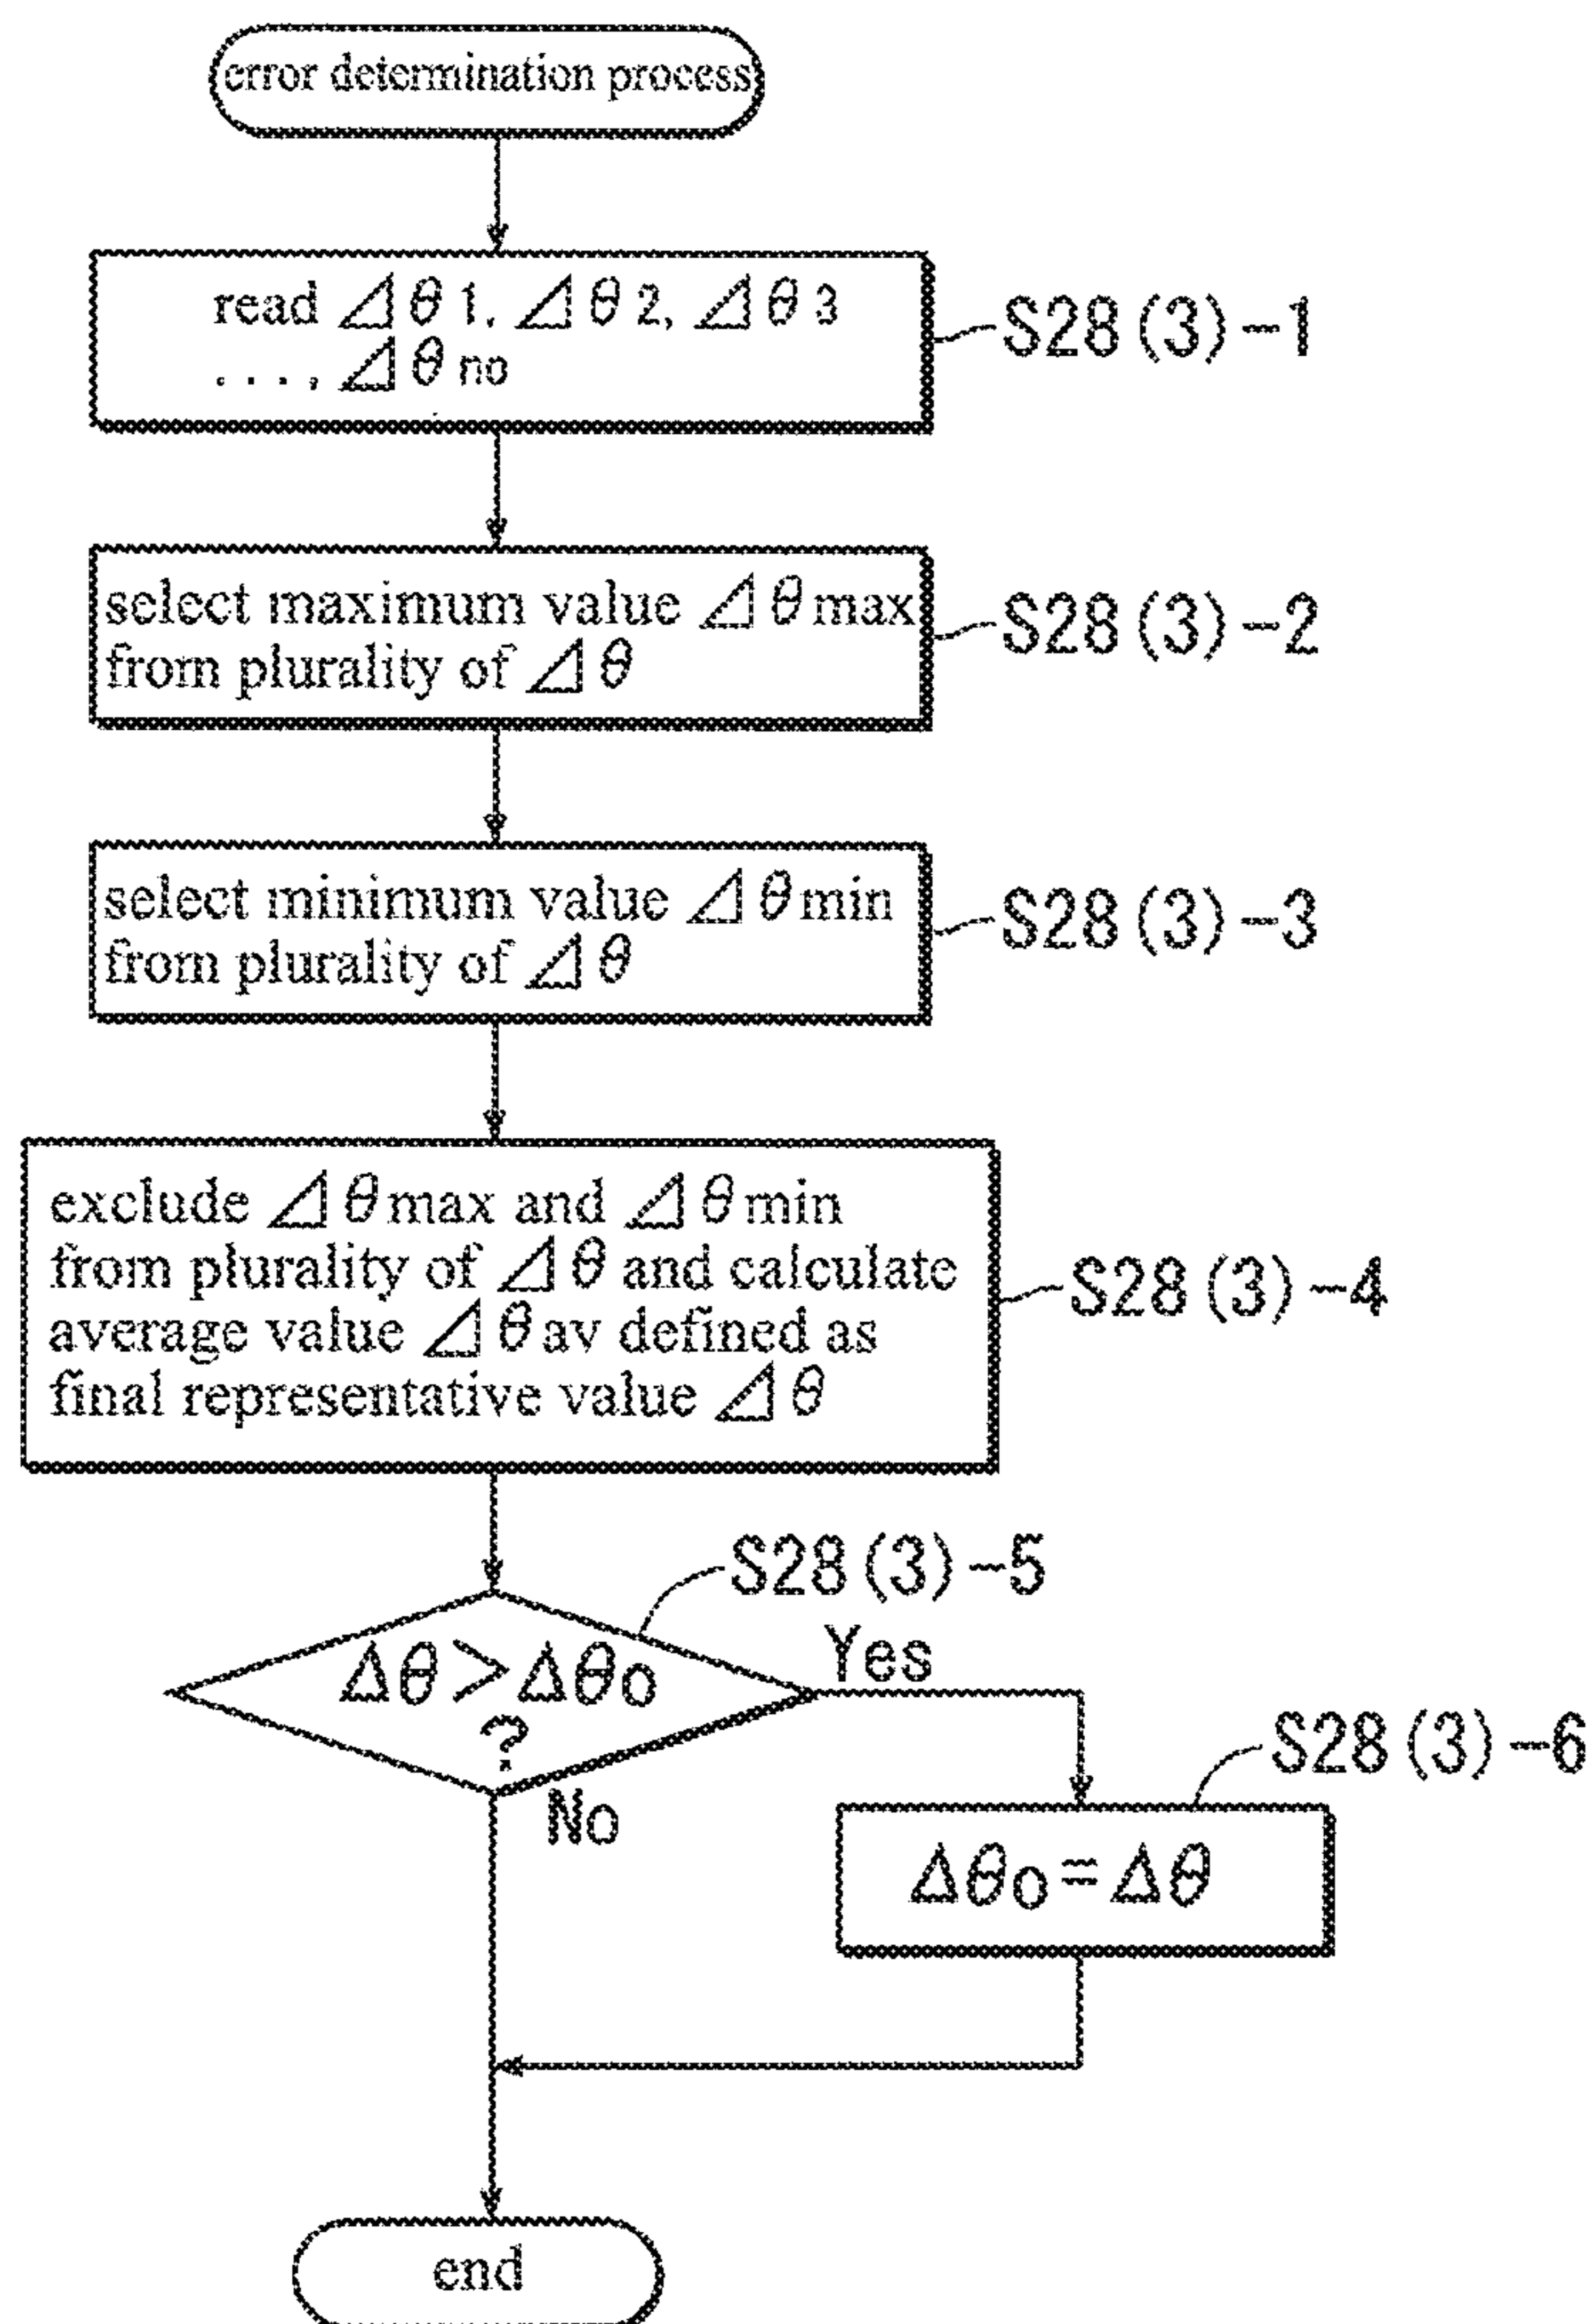 error determination process
read ⊿θ1, ⊿θ2, ⊿θ3
...., ⊿θno
S28(3)-1
select maximum value ⊿θmax
from plurality of ⊿θ
S28(3)-2
select minimum value ⊿θmin
from plurality of ⊿θ
S28(3)-3
exclude ⊿θmax and ⊿θmin
from plurality of ⊿θ and calculate
average value ⊿θav defined as
final representative value ⊿θ
S28(3)-4
S28(3)-5
Δθ>Δθo
?
Yes
No
S28(3)-6
Δθo=Δθ
end